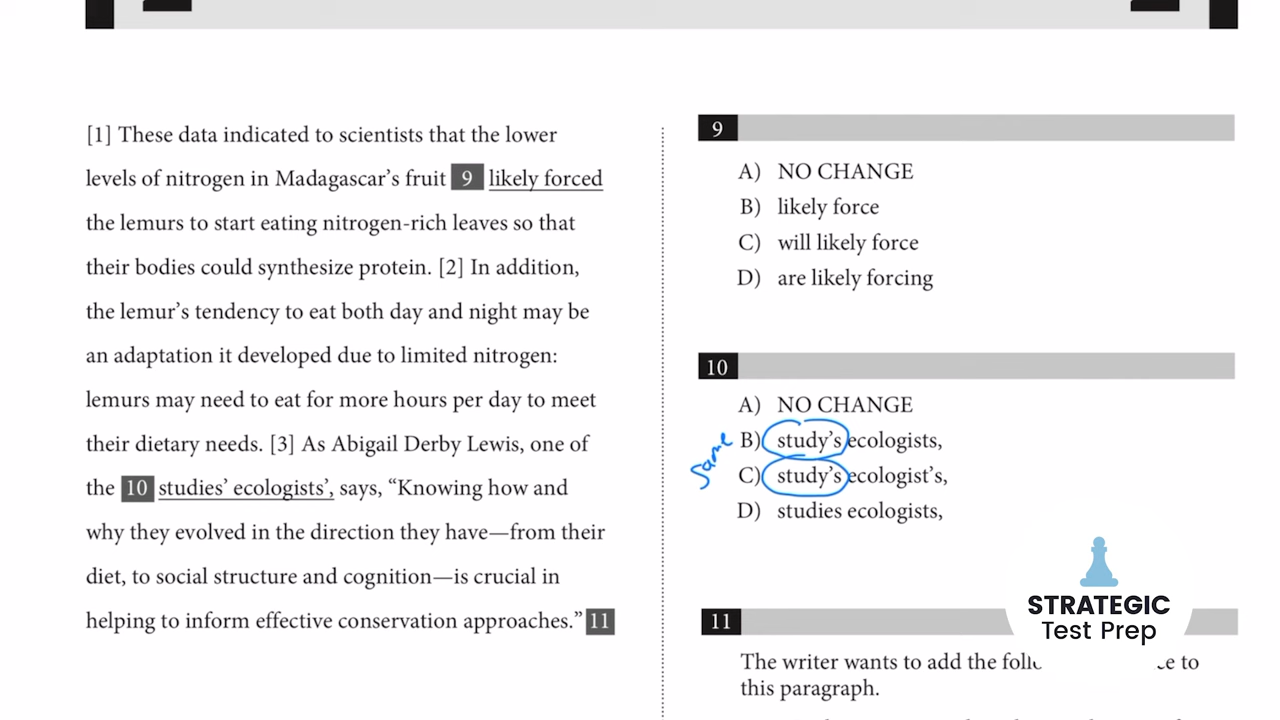 [1] These data indicated to scientists that the lower
levels of nitrogen in Madagascar’s fruit 9 likely forced
the lemurs to start eating nitrogen-rich leaves so that
their bodies could synthesize protein. [2] In addition,
the lemur’s tendency to eat both day and night may be
an adaptation it developed due to limited nitrogen:
lemurs may need to eat for more hours per day to meet
their dietary needs. [3] As Abigail Derby Lewis, one of
the 10 studies’ ecologists’, says, “Knowing how and
why they evolved in the direction they have—from their
diet, to social structure and cognition—is crucial in
helping to inform effective conservation approaches.” 11
9
A) NO CHANGE
B) likely force
C) will likely force
D) are likely forcing
10
A) NO CHANGE
B) study’s ecologists,
C) study’s ecologist’s,
D) studies ecologists,
same
11
The writer wants to add the to
this paragraph.
STRATEGIC
Test Prep